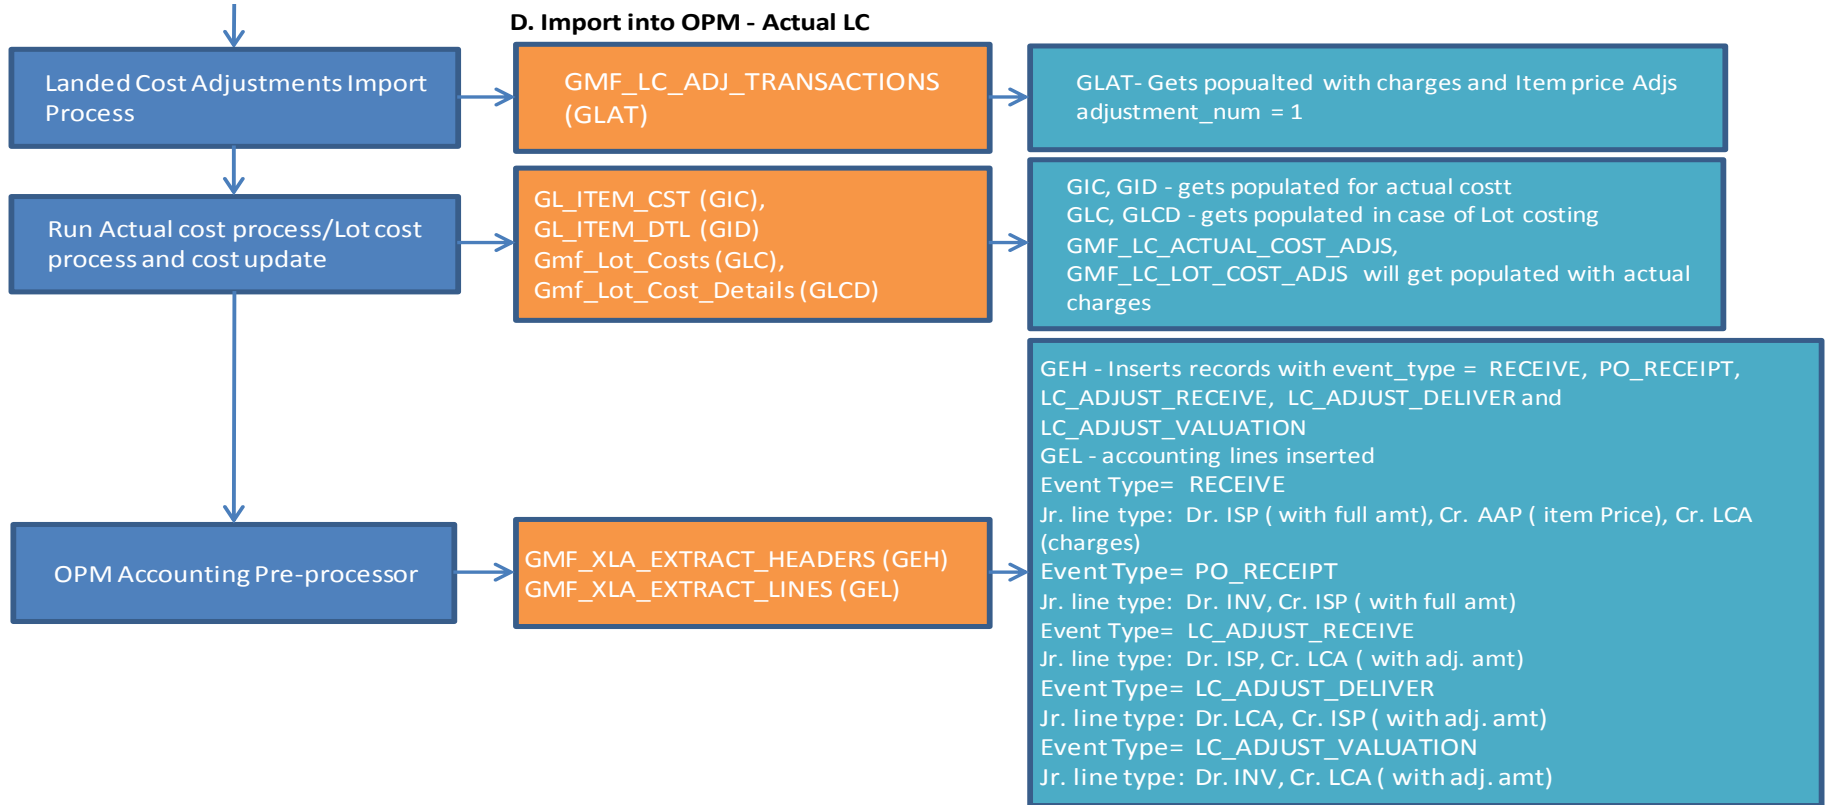 D. Import into OPM - Actual LC
Landed Cost Adjustments Import
Process
GMF_LC_ADJ_TRANSACTIONS
(GLAT)
GLAT- Gets popualted with charges and Item price Adjs
adjustment_num = 1
Run Actual cost process/Lot cost
process and cost update
GL_ITEM_CST (GIC),
GL_ITEM_DTL (GID)
Gmf_Lot_Costs (GLC),
Gmf_Lot_Cost_Details (GLCD)
GIC, GID - gets populated for actual costt
GLC, GLCD - gets populated in case of Lot costing
GMF_LC_ACTUAL_COST_ADJS,
GMF_LC_LOT_COST_ADJS will get populated with actual
charges
OPM Accounting Pre-processor
GMF_XLA_EXTRACT_HEADERS (GEH)
GMF_XLA_EXTRACT_LINES (GEL)
GEH - Inserts records with event_type = RECEIVE, PO_RECEIPT,
LC_ADJUST_RECEIVE, LC_ADJUST_DELIVER and
LC_ADJUST_VALUATION
GEL - accounting lines inserted
Event Type= RECEIVE
Jr. line type: Dr. ISP ( with full amt), Cr. AAP ( item Price), Cr. LCA
(charges)
Event Type= PO_RECEIPT
Jr. line type: Dr. INV, Cr. ISP ( with full amt)
Event Type= LC_ADJUST_RECEIVE
Jr. line type: Dr. ISP, Cr. LCA ( with adj. amt)
Event Type= LC_ADJUST_DELIVER
Jr. line type: Dr. LCA, Cr. ISP ( with adj. amt)
Event Type= LC_ADJUST_VALUATION
Jr. line type: Dr. INV, Cr. LCA ( with adj. amt)